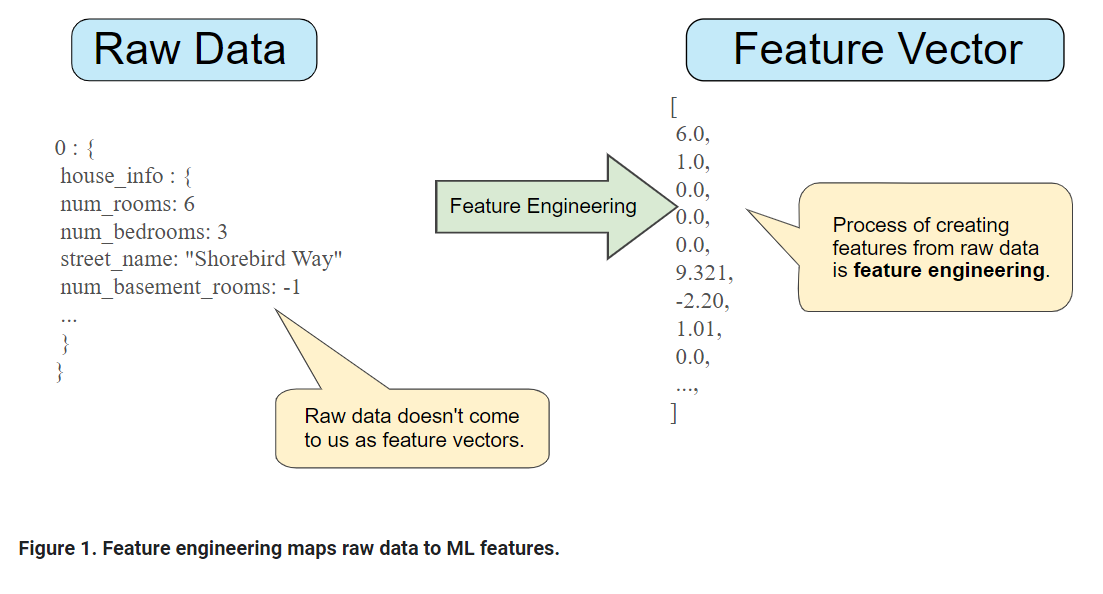 Raw Data
0 : {
house_info : {
num_rooms: 6
num_bedrooms: 3
street_name: "Shorebird Way"
num_basement_rooms: -1
...
}
}
Raw data doesn't come
to us as feature vectors.
Feature Engineering
Feature Vector
[
6.0,
1.0,
0.0,
0.0,
0.0,
9.321,
-2.20,
1.01,
0.0,
...,
]
Process of creating
features from raw data
is feature engineering.
Figure 1. Feature engineering maps raw data to ML features.